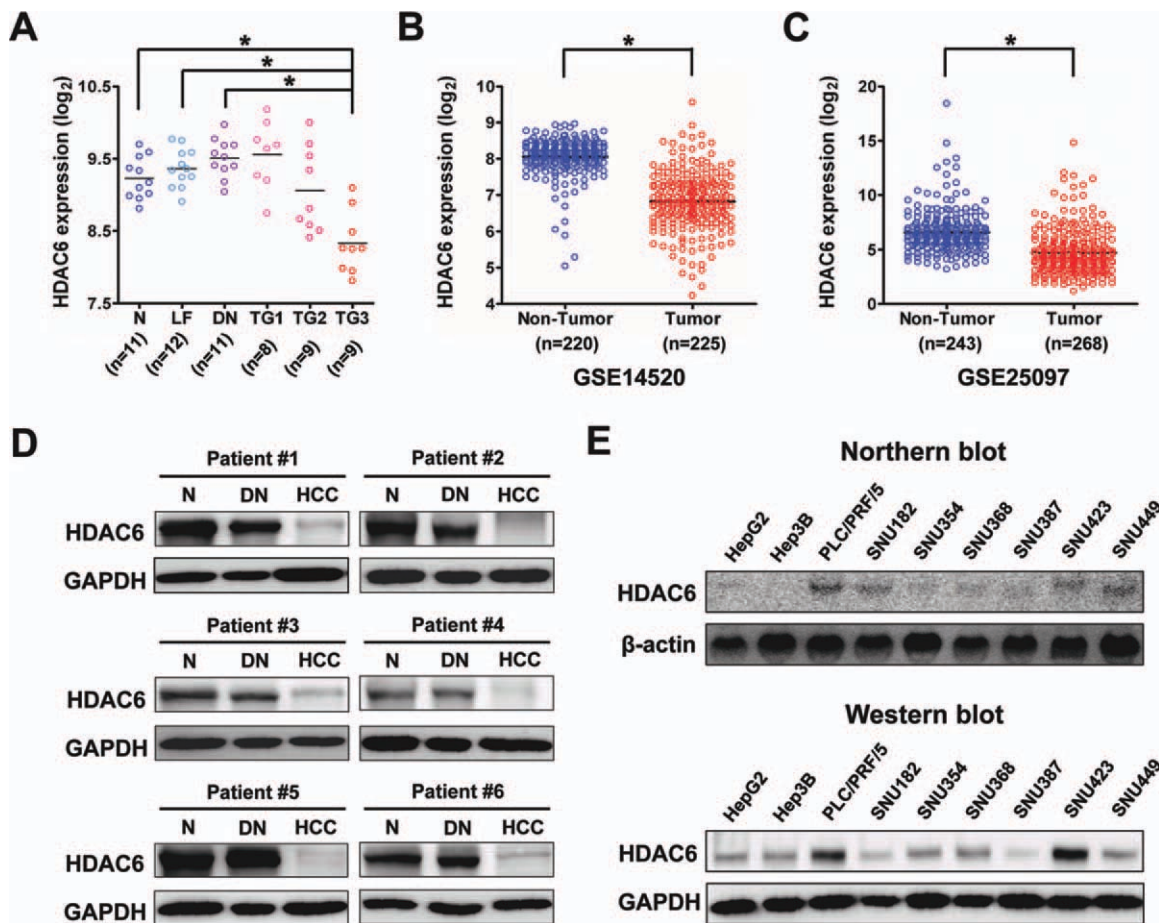 A
HDAC6 expression (log2)
10.5
9.5
8.5
7.5
* * *
N LF DN TG1 TG2 TG3
(n=11) (n=12) (n=11) (n=8) (n=9) (n=9)
B
HDAC6 expression (log2)
10
9
8
7
6
5
4
*
Non-Tumor Tumor
(n=220) (n=225)
GSE14520
C
HDAC6 expression (log2)
20
15
10
5
0
*
Non-Tumor Tumor
(n=243) (n=268)
GSE25097
D
Patient #1 Patient #2
N DN HCC N DN HCC
HDAC6
GAPDH
Patient #3 Patient #4
N DN HCC N DN HCC
HDAC6
GAPDH
Patient #5 Patient #6
N DN HCC N DN HCC
HDAC6
GAPDH
E
Northern blot
HepG2 Hep3B PLC/PRF/5 SNU182 SNU354 SNU368 SNU387 SNU423 SNU449
HDAC6
β-actin
Western blot
HepG2 Hep3B PLC/PRF/5 SNU182 SNU354 SNU368 SNU387 SNU423 SNU449
HDAC6
GAPDH